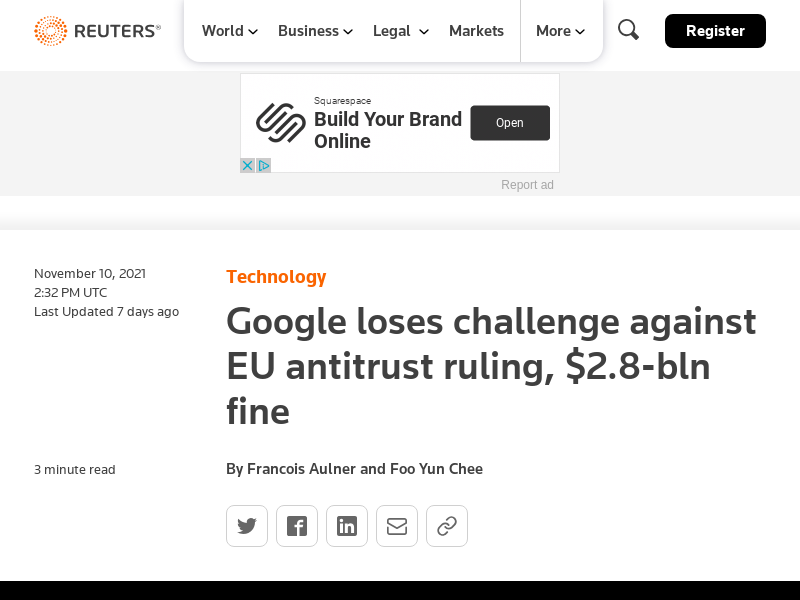 REUTERS®
World
Business
Legal
Markets
More
Register
Squarespace
Build Your Brand
Online
Open
Report ad
November 10, 2021
2:32 PM UTC
Last Updated 7 days ago
Technology
Google loses challenge against
EU antitrust ruling, $2.8-bln
fine
3 minute read
By Francois Aulner and Foo Yun Chee